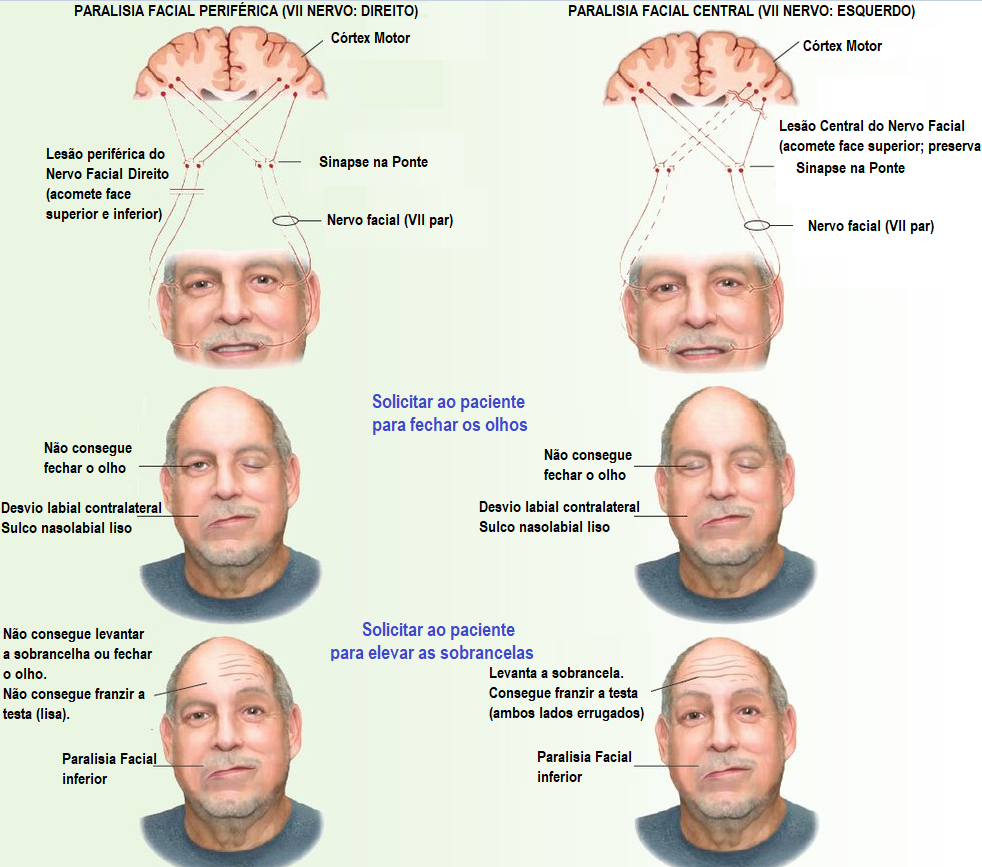 PARALISIA FACIAL PERIFÉRICA (VII NERVO: DIREITO)
Córtex Motor
Lesão periférica do
Nervo Facial Direito
(acomete face
superior e inferior)
Sinapse na Ponte
Nervo facial (VII par)
PARALISIA FACIAL CENTRAL (VII NERVO: ESQUERDO)
Córtex Motor
Lesão Central do Nervo Facial
(acomete face superior; preserva
Sinapse na Ponte
Nervo facial (VII par)
Solicitar ao paciente
para fechar os olhos
Não consegue
fechar o olho
Desvio labial contralateral
Sulco nasolabial liso
Não consegue
fechar o olho
Desvio labial contralateral
Sulco nasolabial liso
Solicitar ao paciente
para elevar as sobrancelas
Não consegue levantar
a sobrancelha ou fechar
o olho.
Não consegue franzir a
testa (lisa).
Paralisia Facial
inferior
Levanta a sobrancela.
Consegue franzir a testa
(ambos lados errugados)
Paralisia Facial
inferior